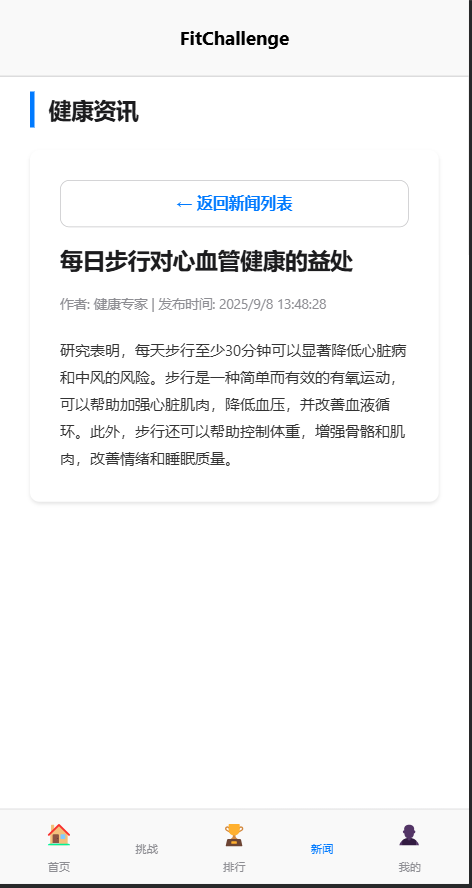 FitChallenge
健康资讯
← 返回新闻列表
每日步行对心血管健康的益处
作者: 健康专家 | 发布时间: 2025/9/8 13:48:28
研究表明，每天步行至少30分钟可以显著降低心脏病
和中风的风险。步行是一种简单而有效的有氧运动，
可以帮助加强心脏肌肉，降低血压，并改善血液循
环。此外，步行还可以帮助控制体重，增强骨骼和肌
肉，改善情绪和睡眠质量。
首页
挑战
排行
新闻
我的